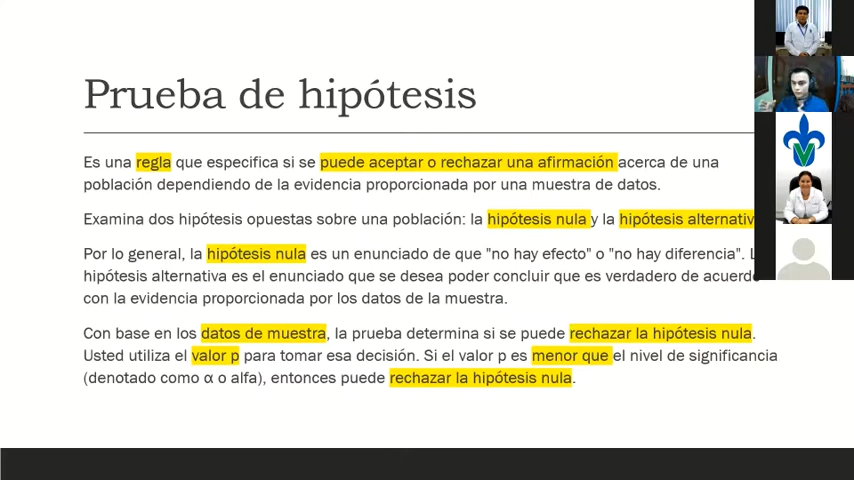 Prueba de hipótesis
Es una regla que especifica si se puede aceptar o rechazar una afirmación acerca de una
población dependiendo de la evidencia proporcionada por una muestra de datos.
Examina dos hipótesis opuestas sobre una población: la hipótesis nula y la hipótesis alternativ
Por lo general, la hipótesis nula es un enunciado de que "no hay efecto" o "no hay diferencia". L
hipótesis alternativa es el enunciado que se desea poder concluir que es verdadero de acuerdo
con la evidencia proporcionada por los datos de la muestra.
Con base en los datos de muestra, la prueba determina si se puede rechazar la hipótesis nula.
Usted utiliza el valor p para tomar esa decisión. Si el valor p es menor que el nivel de significancia
(denotado como α o alfa), entonces puede rechazar la hipótesis nula.